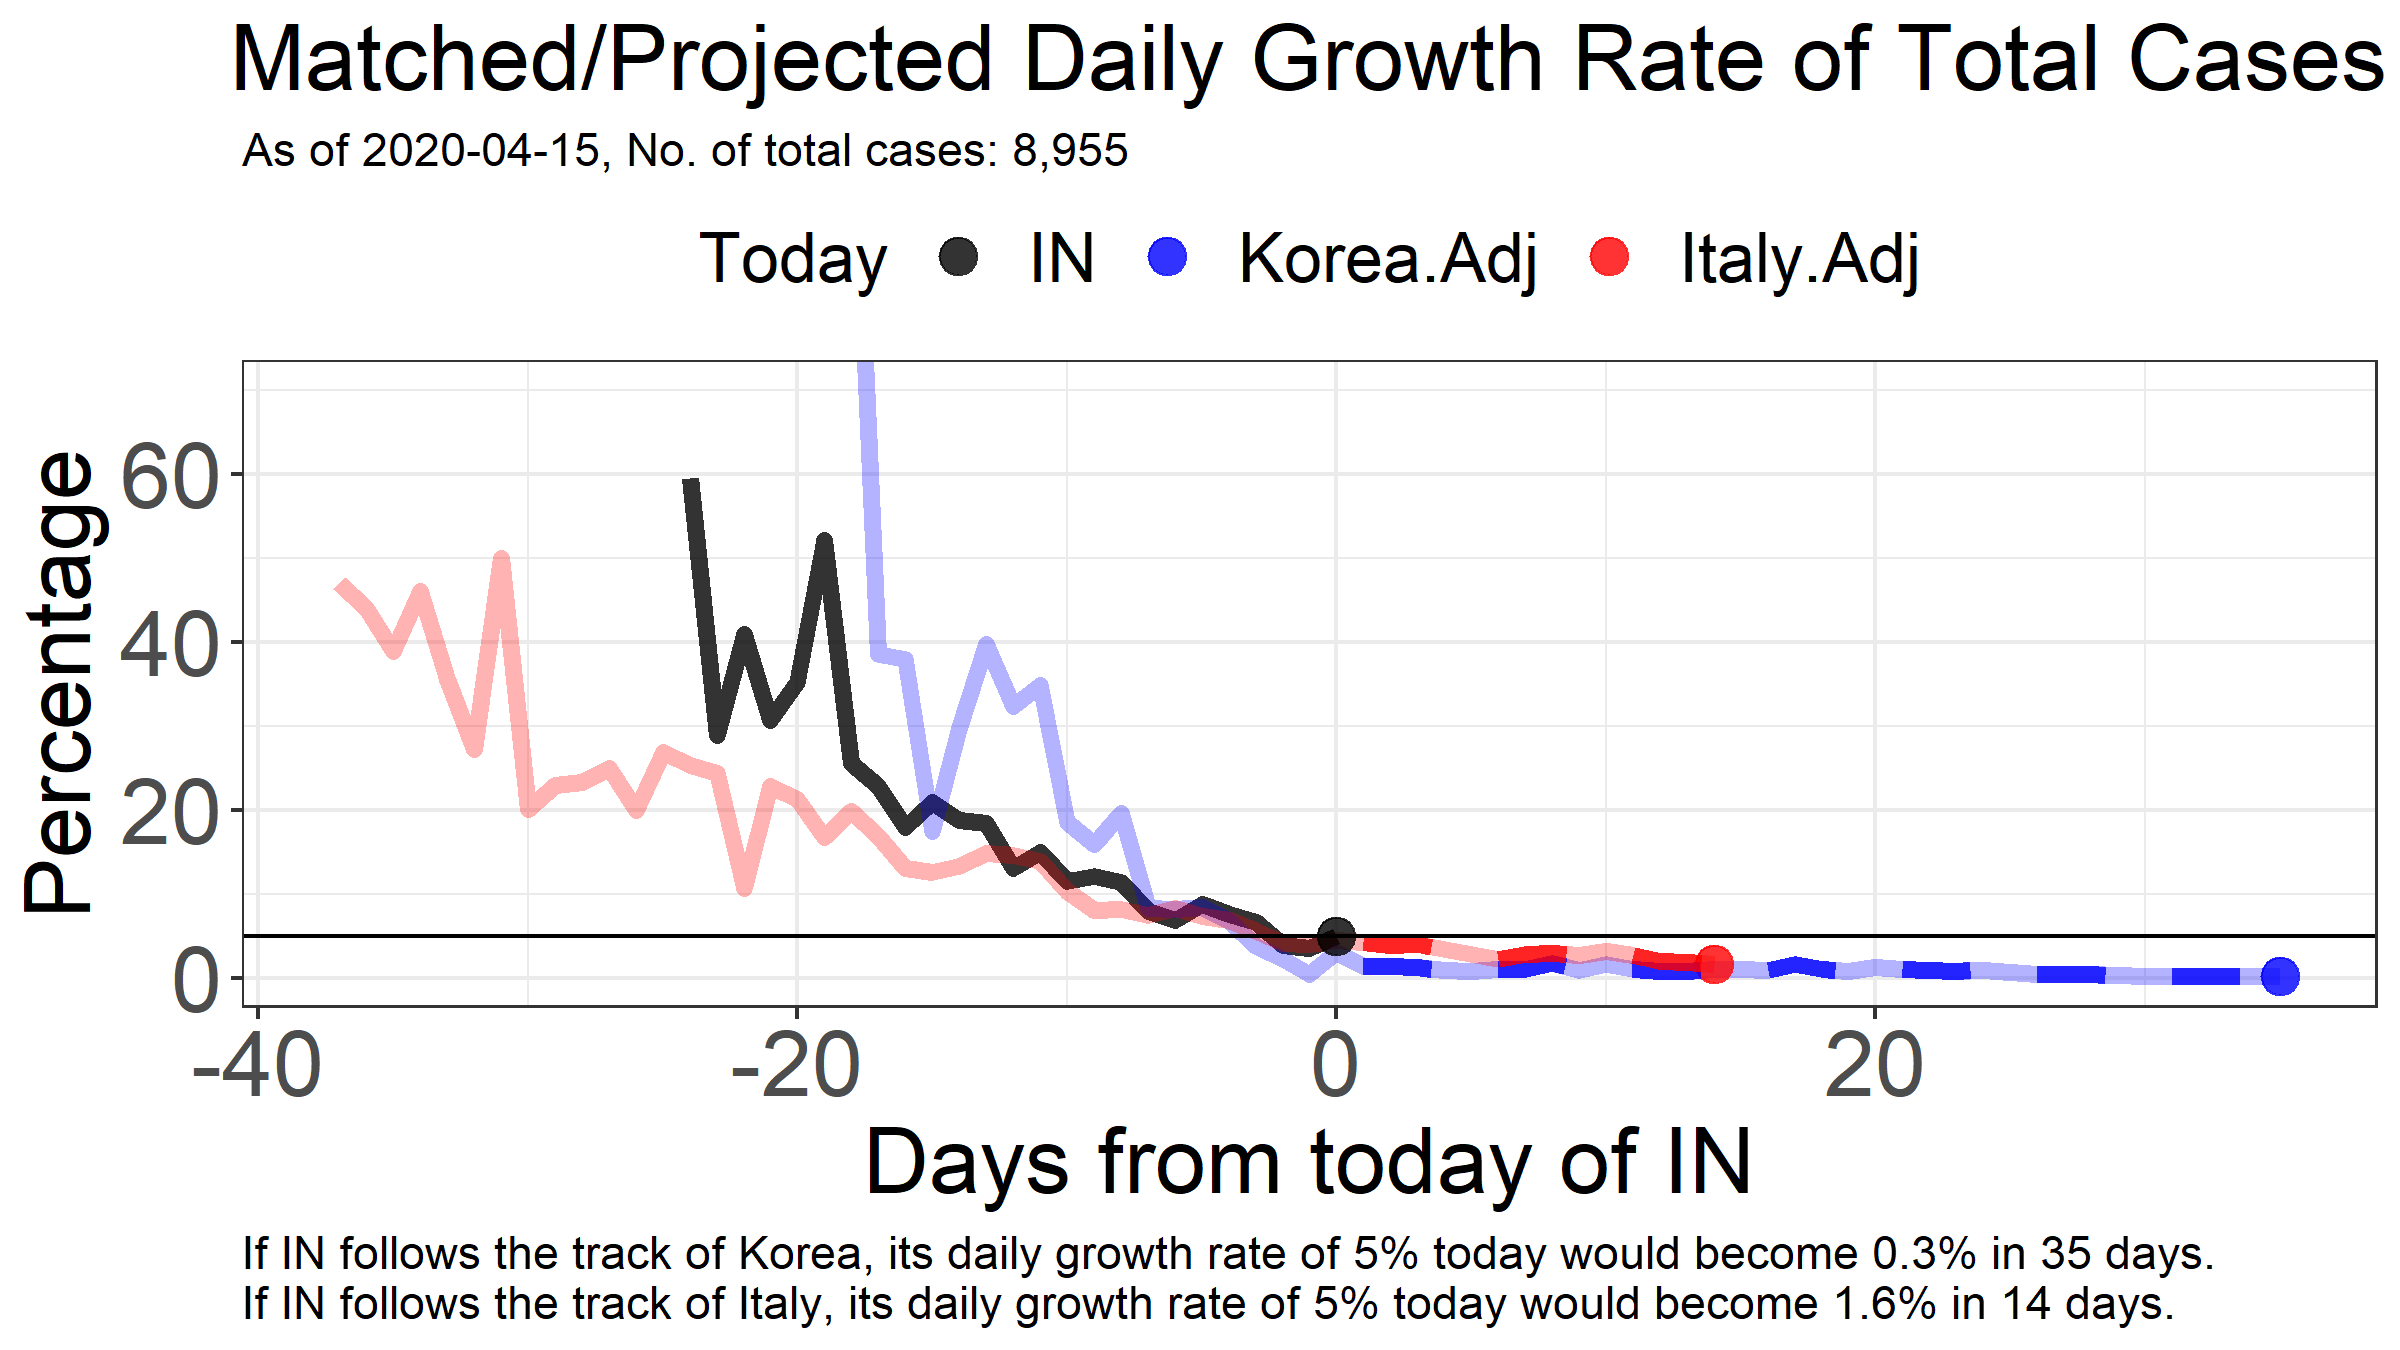 Matched/Projected Daily Growth Rate of Total Cases
As of 2020-04-15, No. of total cases: 8,955
Today IN Korea.Adj Italy.Adj
Percentage
60
40
20
0
-40 -20 0 20
Days from today of IN
If IN follows the track of Korea, its daily growth rate of 5% today would become 0.3% in 35 days.
If IN follows the track of Italy, its daily growth rate of 5% today would become 1.6% in 14 days.